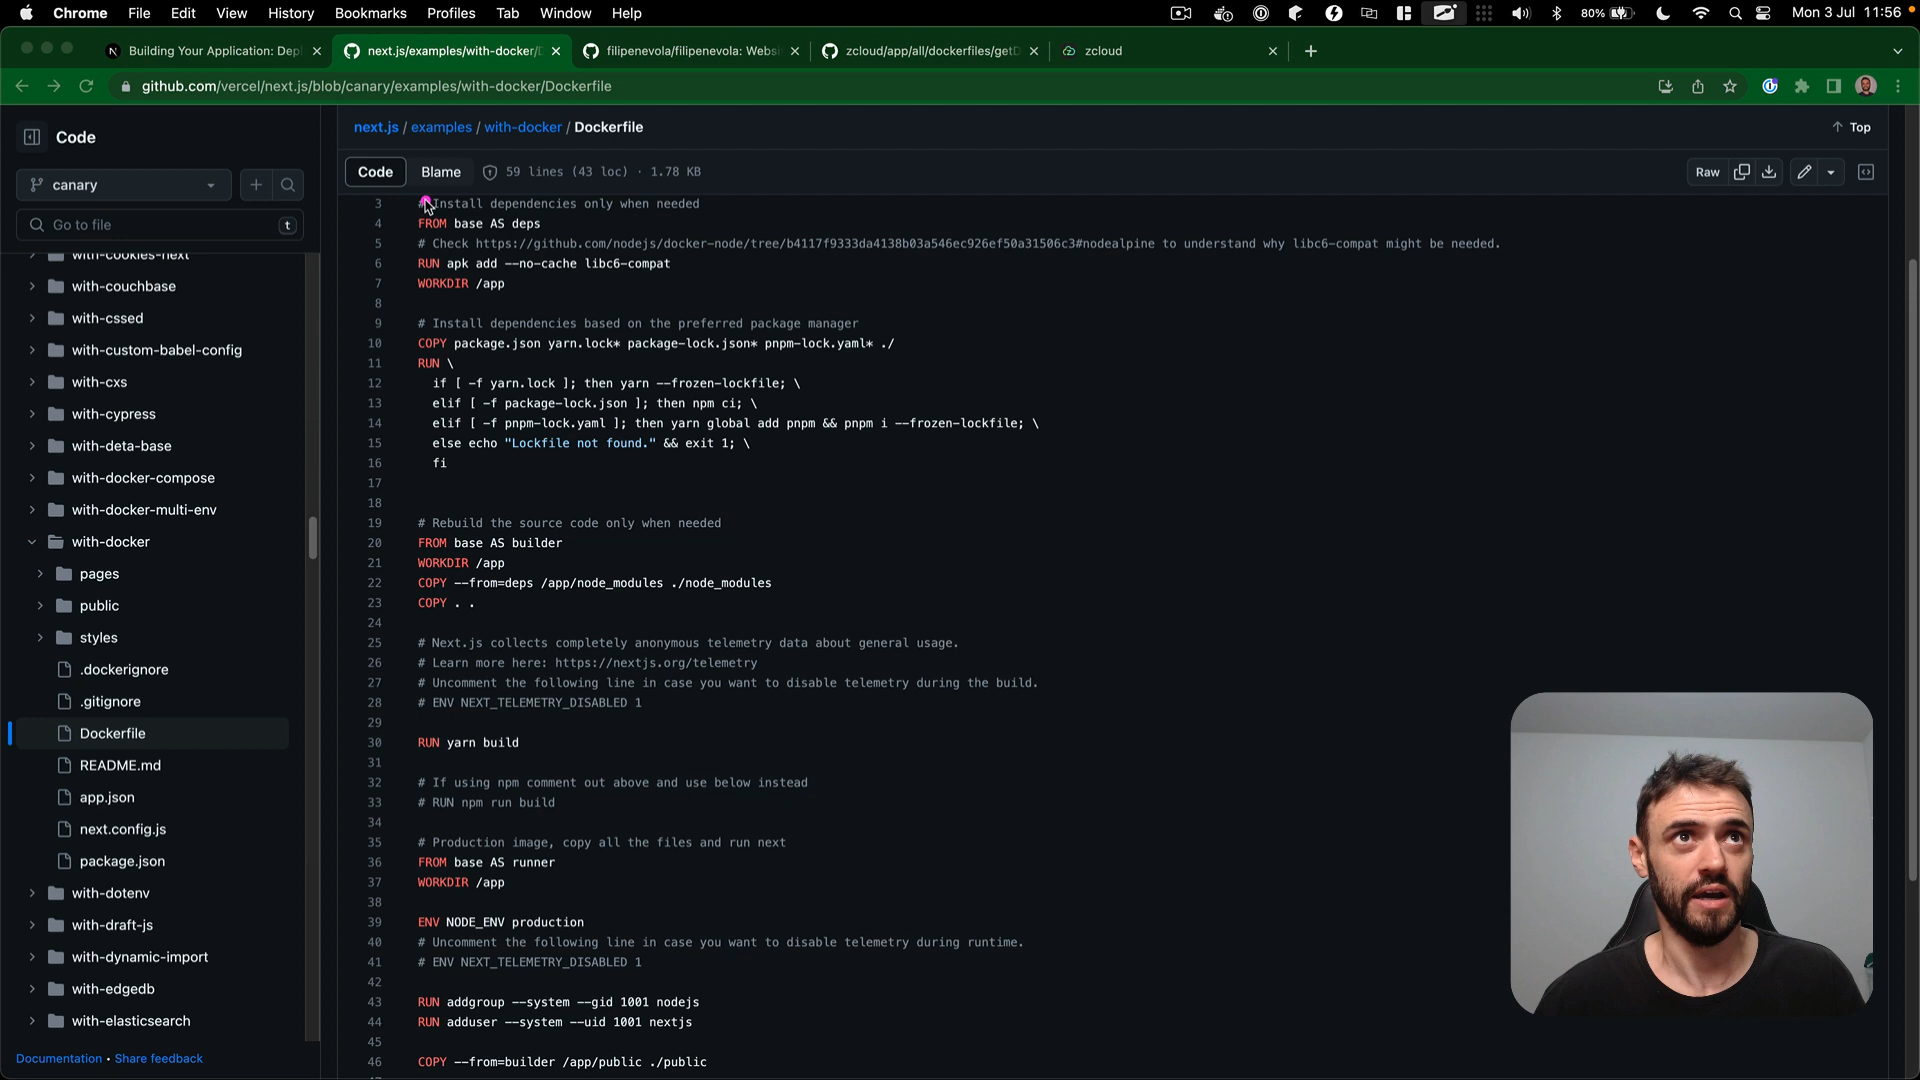 Chrome File Edit View History Bookmarks Profiles Tab Window Help 80% Mon 3 Jul 11:56
Building Your Application: Dep
next.js/examples/with-docker/D
filipenevola/filipenevola: Websi
zcloud/app/all/dockerfiles/getD
zcloud
github.com/vercel/next.js/blob/canary/examples/with-docker/Dockerfile
Code
canary
Go to file t
with-cookies-next
with-couchbase
with-cssed
with-custom-babel-config
with-cxs
with-cypress
with-deta-base
with-docker-compose
with-docker-multi-env
with-docker
pages
public
styles
.dockerignore
.gitignore
Dockerfile
README.md
app.json
next.config.js
package.json
with-dotenv
with-draft-js
with-dynamic-import
with-edgedb
with-elasticsearch
Documentation • Share feedback
next.js / examples / with-docker / Dockerfile
Top
Code Blame 59 lines (43 loc) · 1.78 KB Raw
3 # Install dependencies only when needed
4 FROM base AS deps
5 # Check https://github.com/nodejs/docker-node/tree/b4117f9333da4138b03a546ec926ef50a31506c3#nodealpine to understand why libc6-compat might be needed.
6 RUN apk add --no-cache libc6-compat
7 WORKDIR /app
8
9 # Install dependencies based on the preferred package manager
10 COPY package.json yarn.lock* package-lock.json* pnpm-lock.yaml* ./
11 RUN \
12 if [ -f yarn.lock ]; then yarn --frozen-lockfile; \
13 elif [ -f package-lock.json ]; then npm ci; \
14 elif [ -f pnpm-lock.yaml ]; then yarn global add pnpm && pnpm i --frozen-lockfile; \
15 else echo "Lockfile not found." && exit 1; \
16 fi
17
18
19 # Rebuild the source code only when needed
20 FROM base AS builder
21 WORKDIR /app
22 COPY --from=deps /app/node_modules ./node_modules
23 COPY . .
24
25 # Next.js collects completely anonymous telemetry data about general usage.
26 # Learn more here: https://nextjs.org/telemetry
27 # Uncomment the following line in case you want to disable telemetry during the build.
28 # ENV NEXT_TELEMETRY_DISABLED 1
29
30 RUN yarn build
31
32 # If using npm comment out above and use below instead
33 # RUN npm run build
34
35 # Production image, copy all the files and run next
36 FROM base AS runner
37 WORKDIR /app
38
39 ENV NODE_ENV production
40 # Uncomment the following line in case you want to disable telemetry during runtime.
41 # ENV NEXT_TELEMETRY_DISABLED 1
42
43 RUN addgroup --system --gid 1001 nodejs
44 RUN adduser --system --uid 1001 nextjs
45
46 COPY --from=builder /app/public ./public